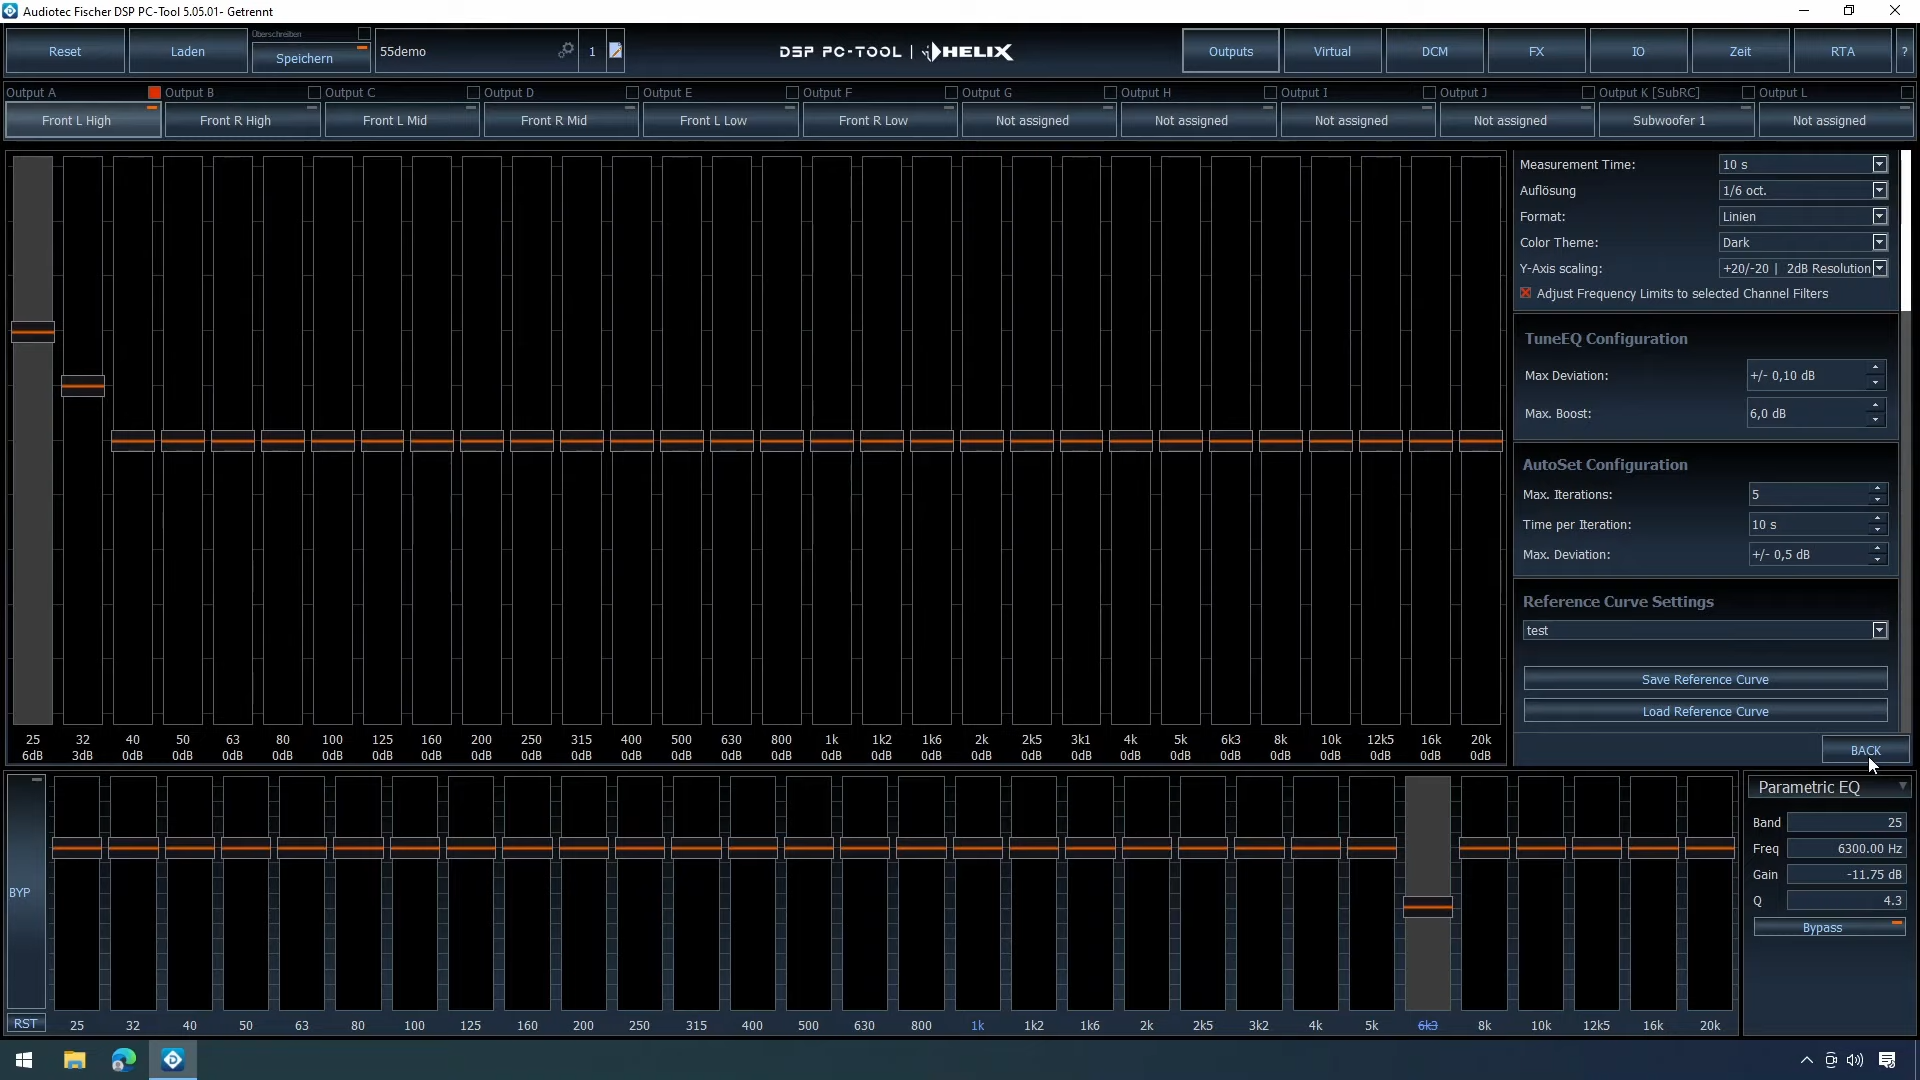 Audiotec Fischer DSP PC-Tool 5.05.01- Getrennt
Reset
Laden
Überschreiben
Speichern
55demo
1
DSP PC-TOOL | HELIX
Outputs
Virtual
DCM
FX
IO
Zeit
RTA
?
Output A
Output B
Output C
Output D
Output E
Output F
Output G
Output H
Output I
Output J
Output K [SubRC]
Output L
Front L High
Front R High
Front L Mid
Front R Mid
Front L Low
Front R Low
Not assigned
Not assigned
Not assigned
Not assigned
Subwoofer 1
Not assigned
Measurement Time: 10 s
Auflösung 1/6 oct.
Format: Linien
Color Theme: Dark
Y-Axis scaling: +20/-20 | 2dB Resolution
Adjust Frequency Limits to selected Channel Filters
TuneEQ Configuration
Max Deviation: +/- 0,10 dB
Max. Boost: 6,0 dB
AutoSet Configuration
Max. Iterations: 5
Time per Iteration: 10 s
Max. Deviation: +/- 0,5 dB
Reference Curve Settings
test
Save Reference Curve
Load Reference Curve
BACK
25 32 40 50 63 80 100 125 160 200 250 315 400 500 630 800 1k 1k2 1k6 2k 2k5 3k1 4k 5k 6k3 8k 10k 12k5 16k 20k
6dB 3dB 0dB 0dB 0dB 0dB 0dB 0dB 0dB 0dB 0dB 0dB 0dB 0dB 0dB 0dB 0dB 0dB 0dB 0dB 0dB 0dB 0dB 0dB 0dB 0dB 0dB 0dB 0dB 0dB
BYP
RST
25 32 40 50 63 80 100 125 160 200 250 315 400 500 630 800 1k 1k2 1k6 2k 2k5 3k2 4k 5k 6k3 8k 10k 12k5 16k 20k
Parametric EQ
Band 25
Freq 6300.00 Hz
Gain -11.75 dB
Q 4.3
Bypass